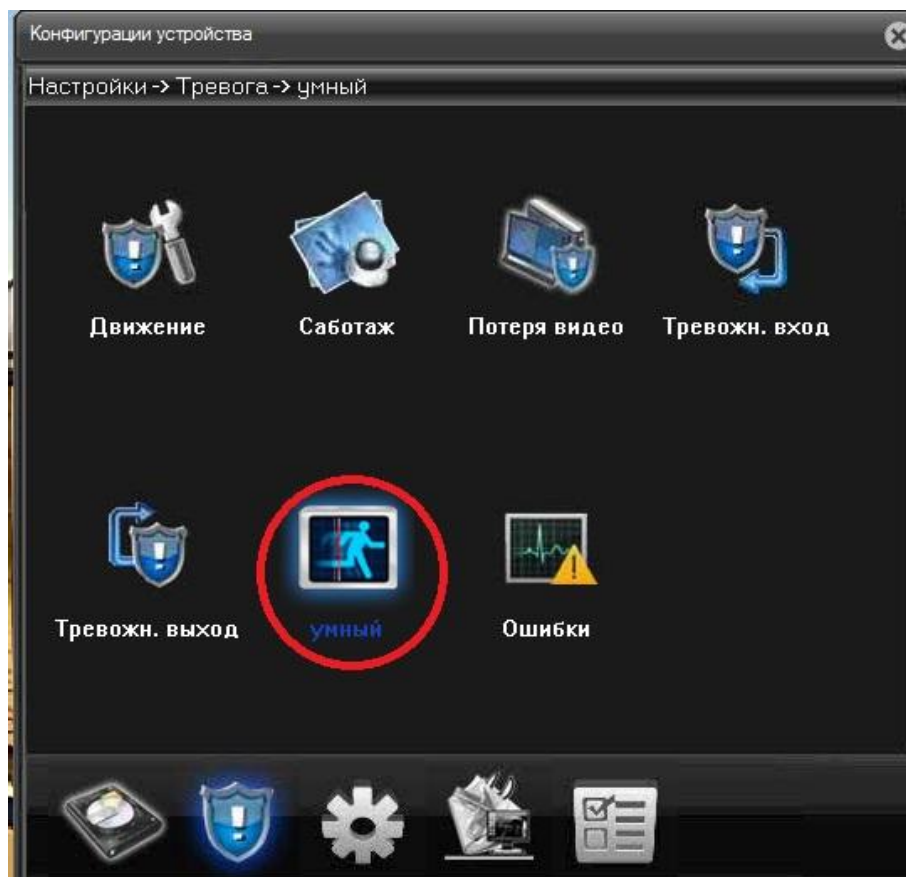 Конфигурации устройства
Настройки -> Тревога -> умный
Движение
Саботаж
Потеря видео
Тревожн. вход
Тревожн. выход
умный
Ошибки